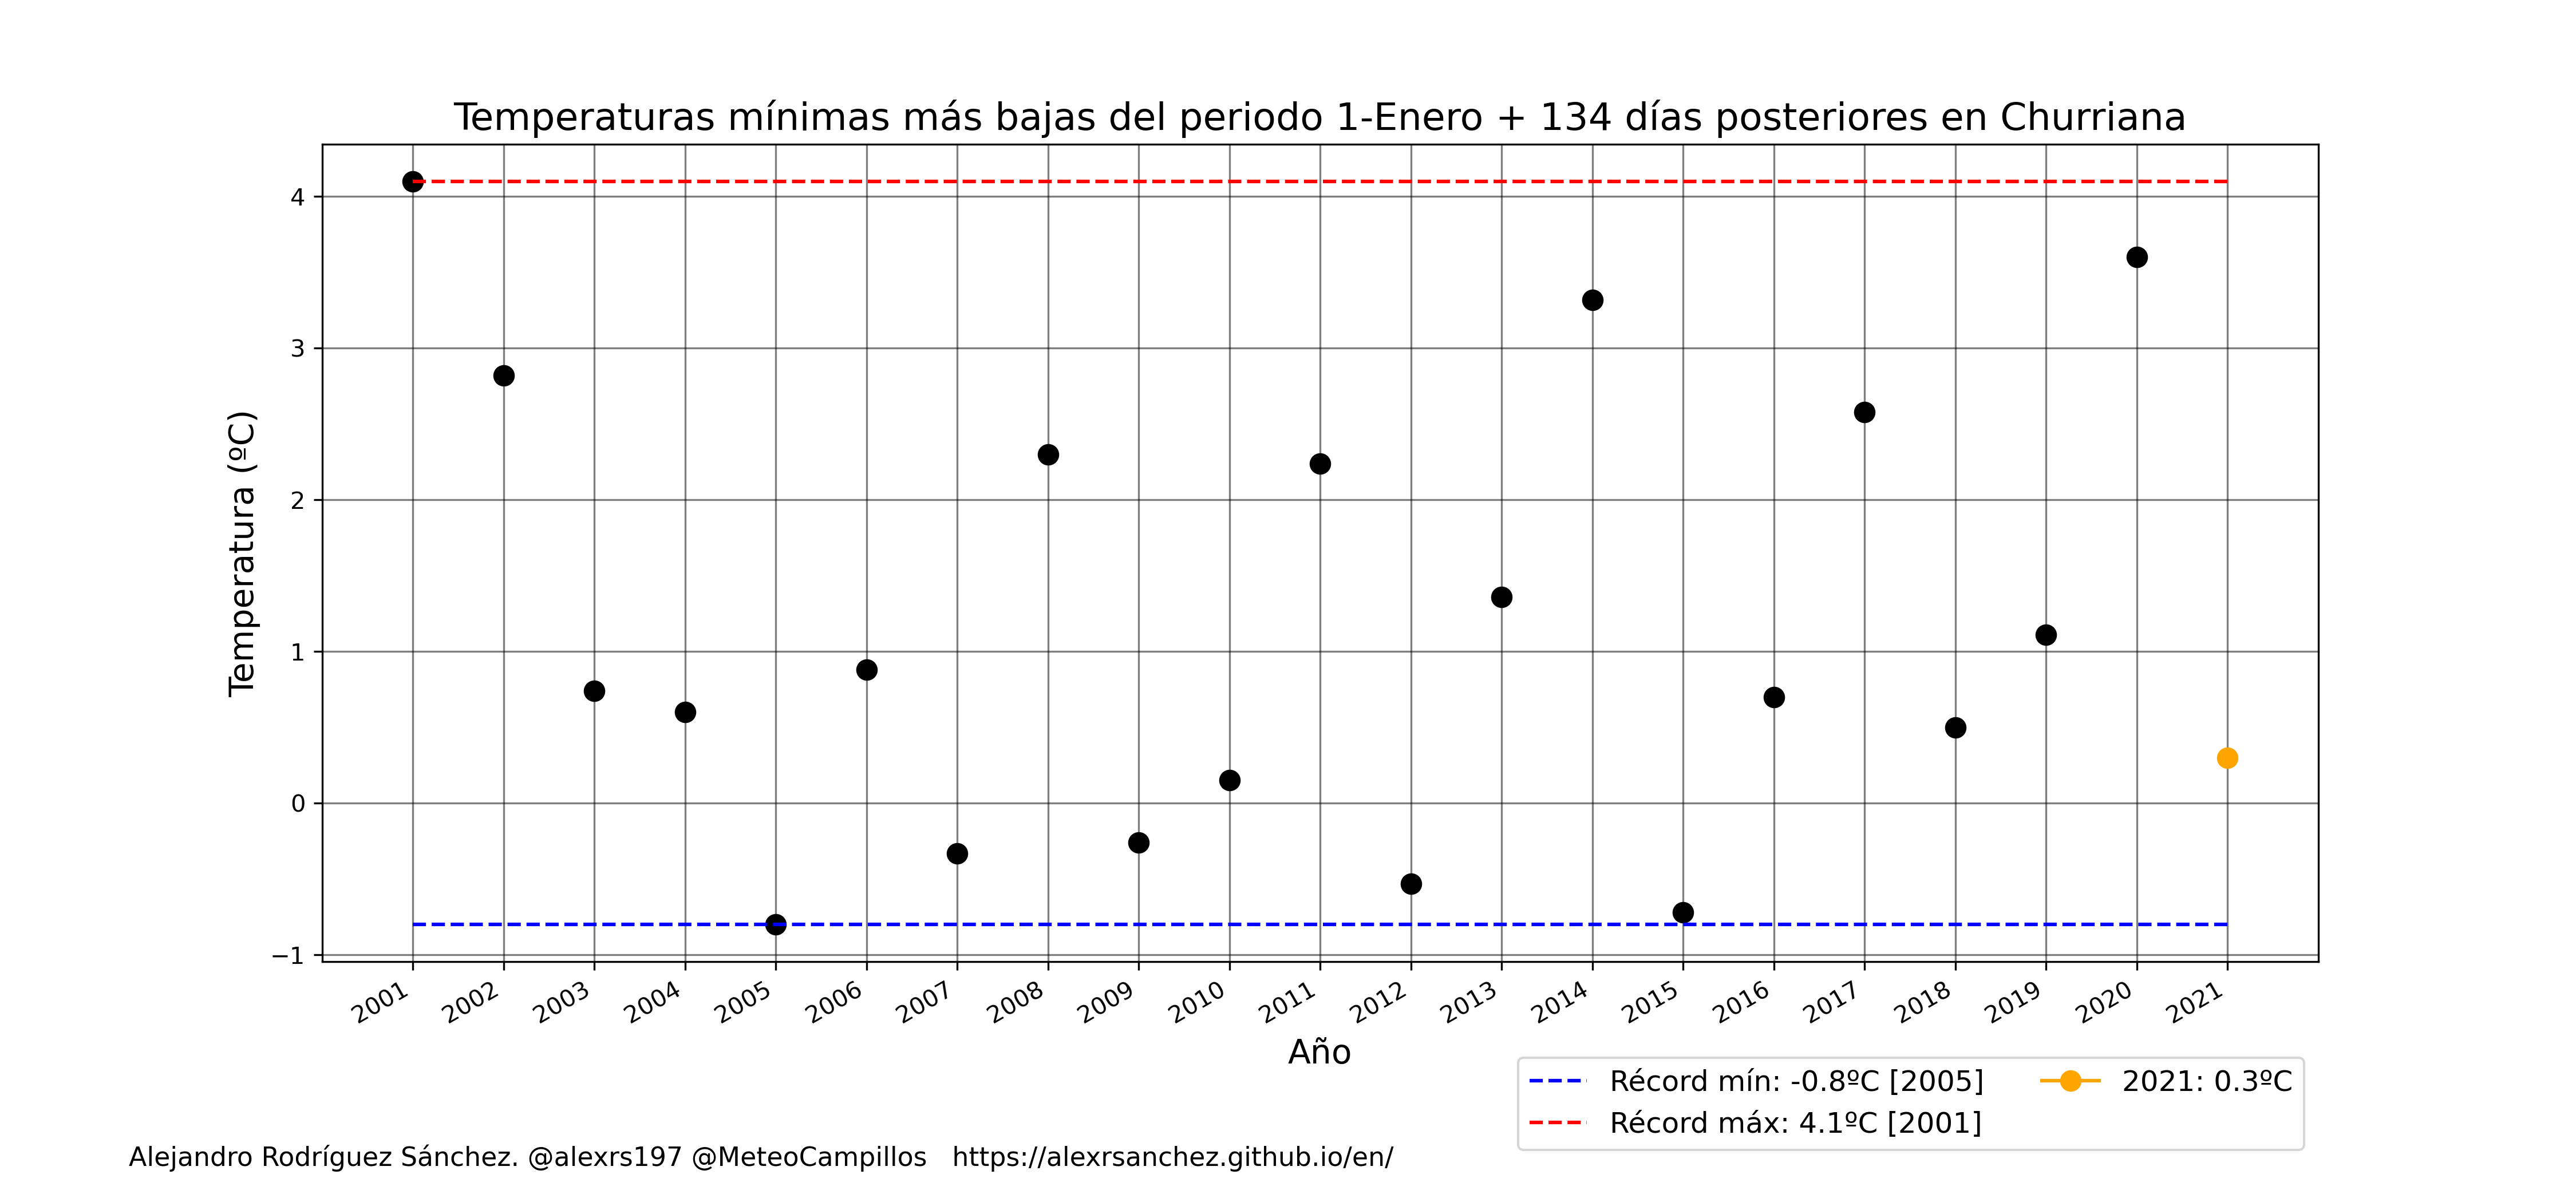 Temperaturas mínimas más bajas del periodo 1-Enero + 134 días posteriores en Churriana
Temperatura (ºC)
4
3
2
1
0
−1
2001 2002 2003 2004 2005 2006 2007 2008 2009 2010 2011 2012 2013 2014 2015 2016 2017 2018 2019 2020 2021
Año
Récord mín: -0.8ºC [2005]
Récord máx: 4.1ºC [2001]
2021: 0.3ºC
Alejandro Rodríguez Sánchez. @alexrs197 @MeteoCampillos https://alexrsanchez.github.io/en/